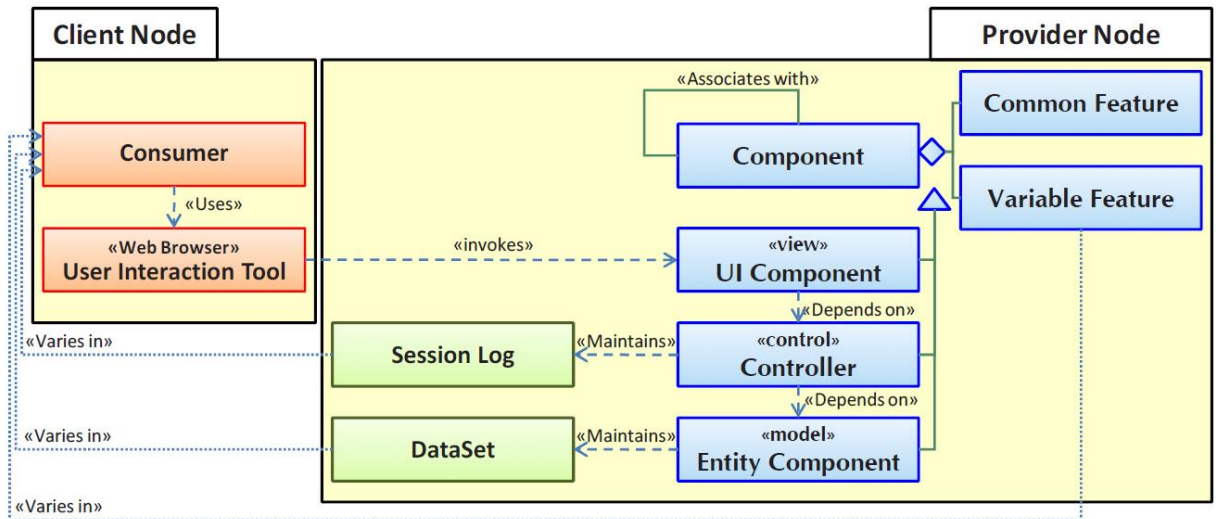 Client Node
Provider Node
«Associates with»
Common Feature
Consumer
Component
«Uses»
Variable Feature
«Web Browser»
User Interaction Tool
«invokes»
«view»
UI Component
«Depends on»
«Varies in»
Session Log
«Maintains»
«control»
Controller
«Depends on»
«Varies in»
DataSet
«Maintains»
«model»
Entity Component
«Varies in»